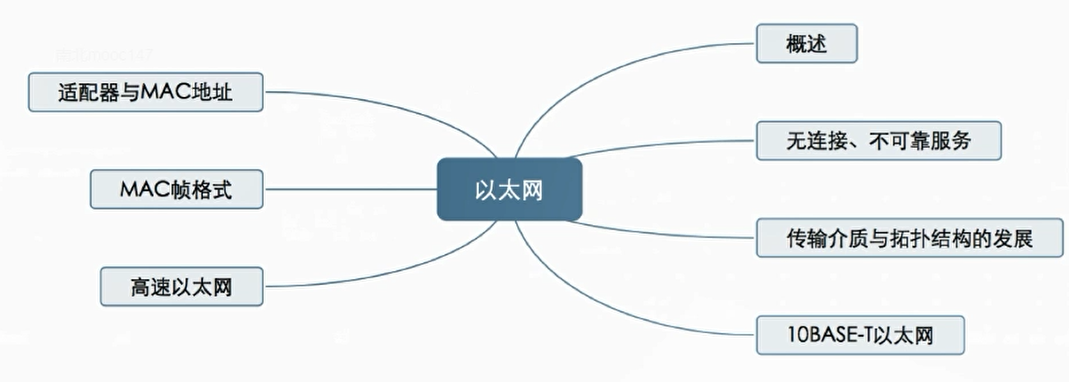 概述
适配器与MAC地址
无连接、不可靠服务
MAC帧格式
以太网
传输介质与拓扑结构的发展
高速以太网
10BASE-T以太网